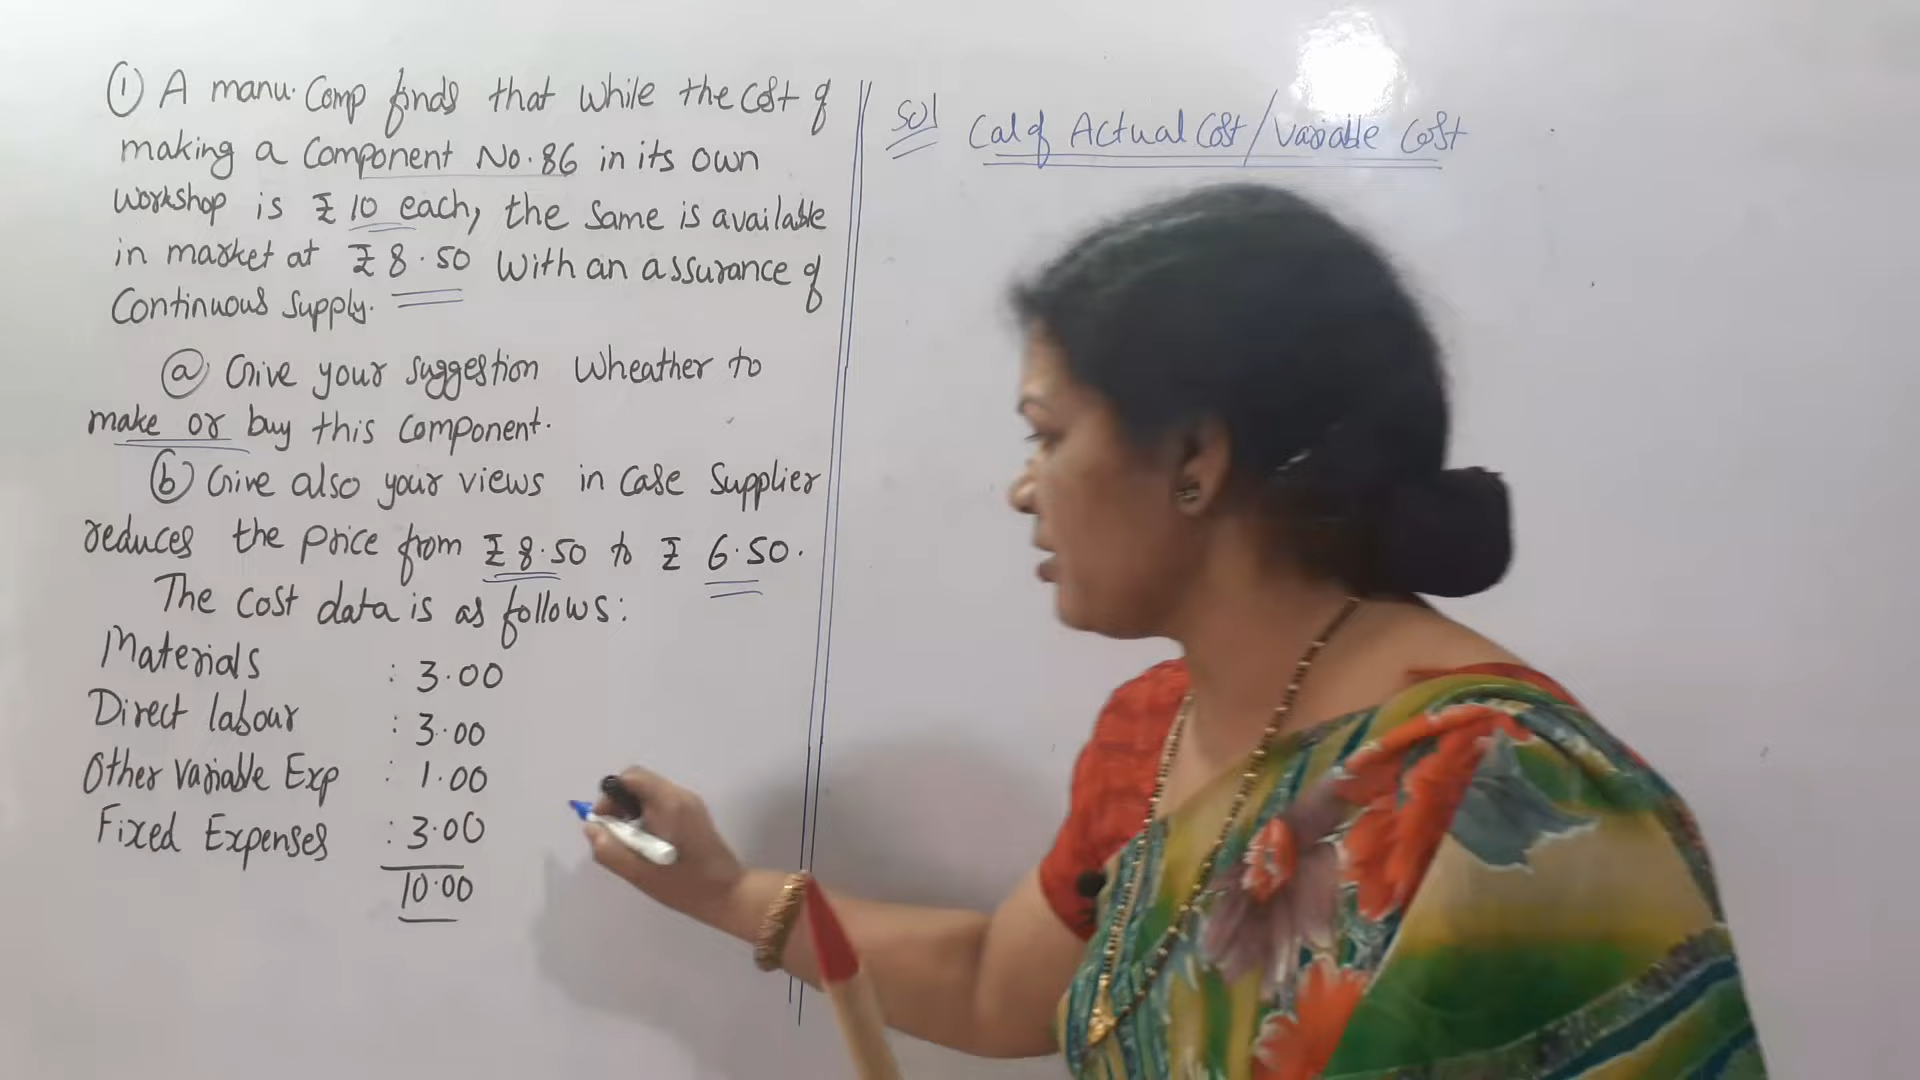 ① A manu. Comp finds that while the cost of
making a Component No. 86 in its own
workshop is ₹ 10 each, the same is available
in market at ₹ 8.50 with an assurance of
Continuous supply.
ⓐ Give your suggestion wheather to
make or buy this component.
ⓑ Give also your views in case supplier
reduces the price from ₹ 8.50 to ₹ 6.50.
The cost data is as follows:
Materials : 3.00
Direct labour : 3.00
Other Variable Exp : 1.00
Fixed Expenses : 3.00
10.00
Sol Cal of Actual Cost/Variable Cost